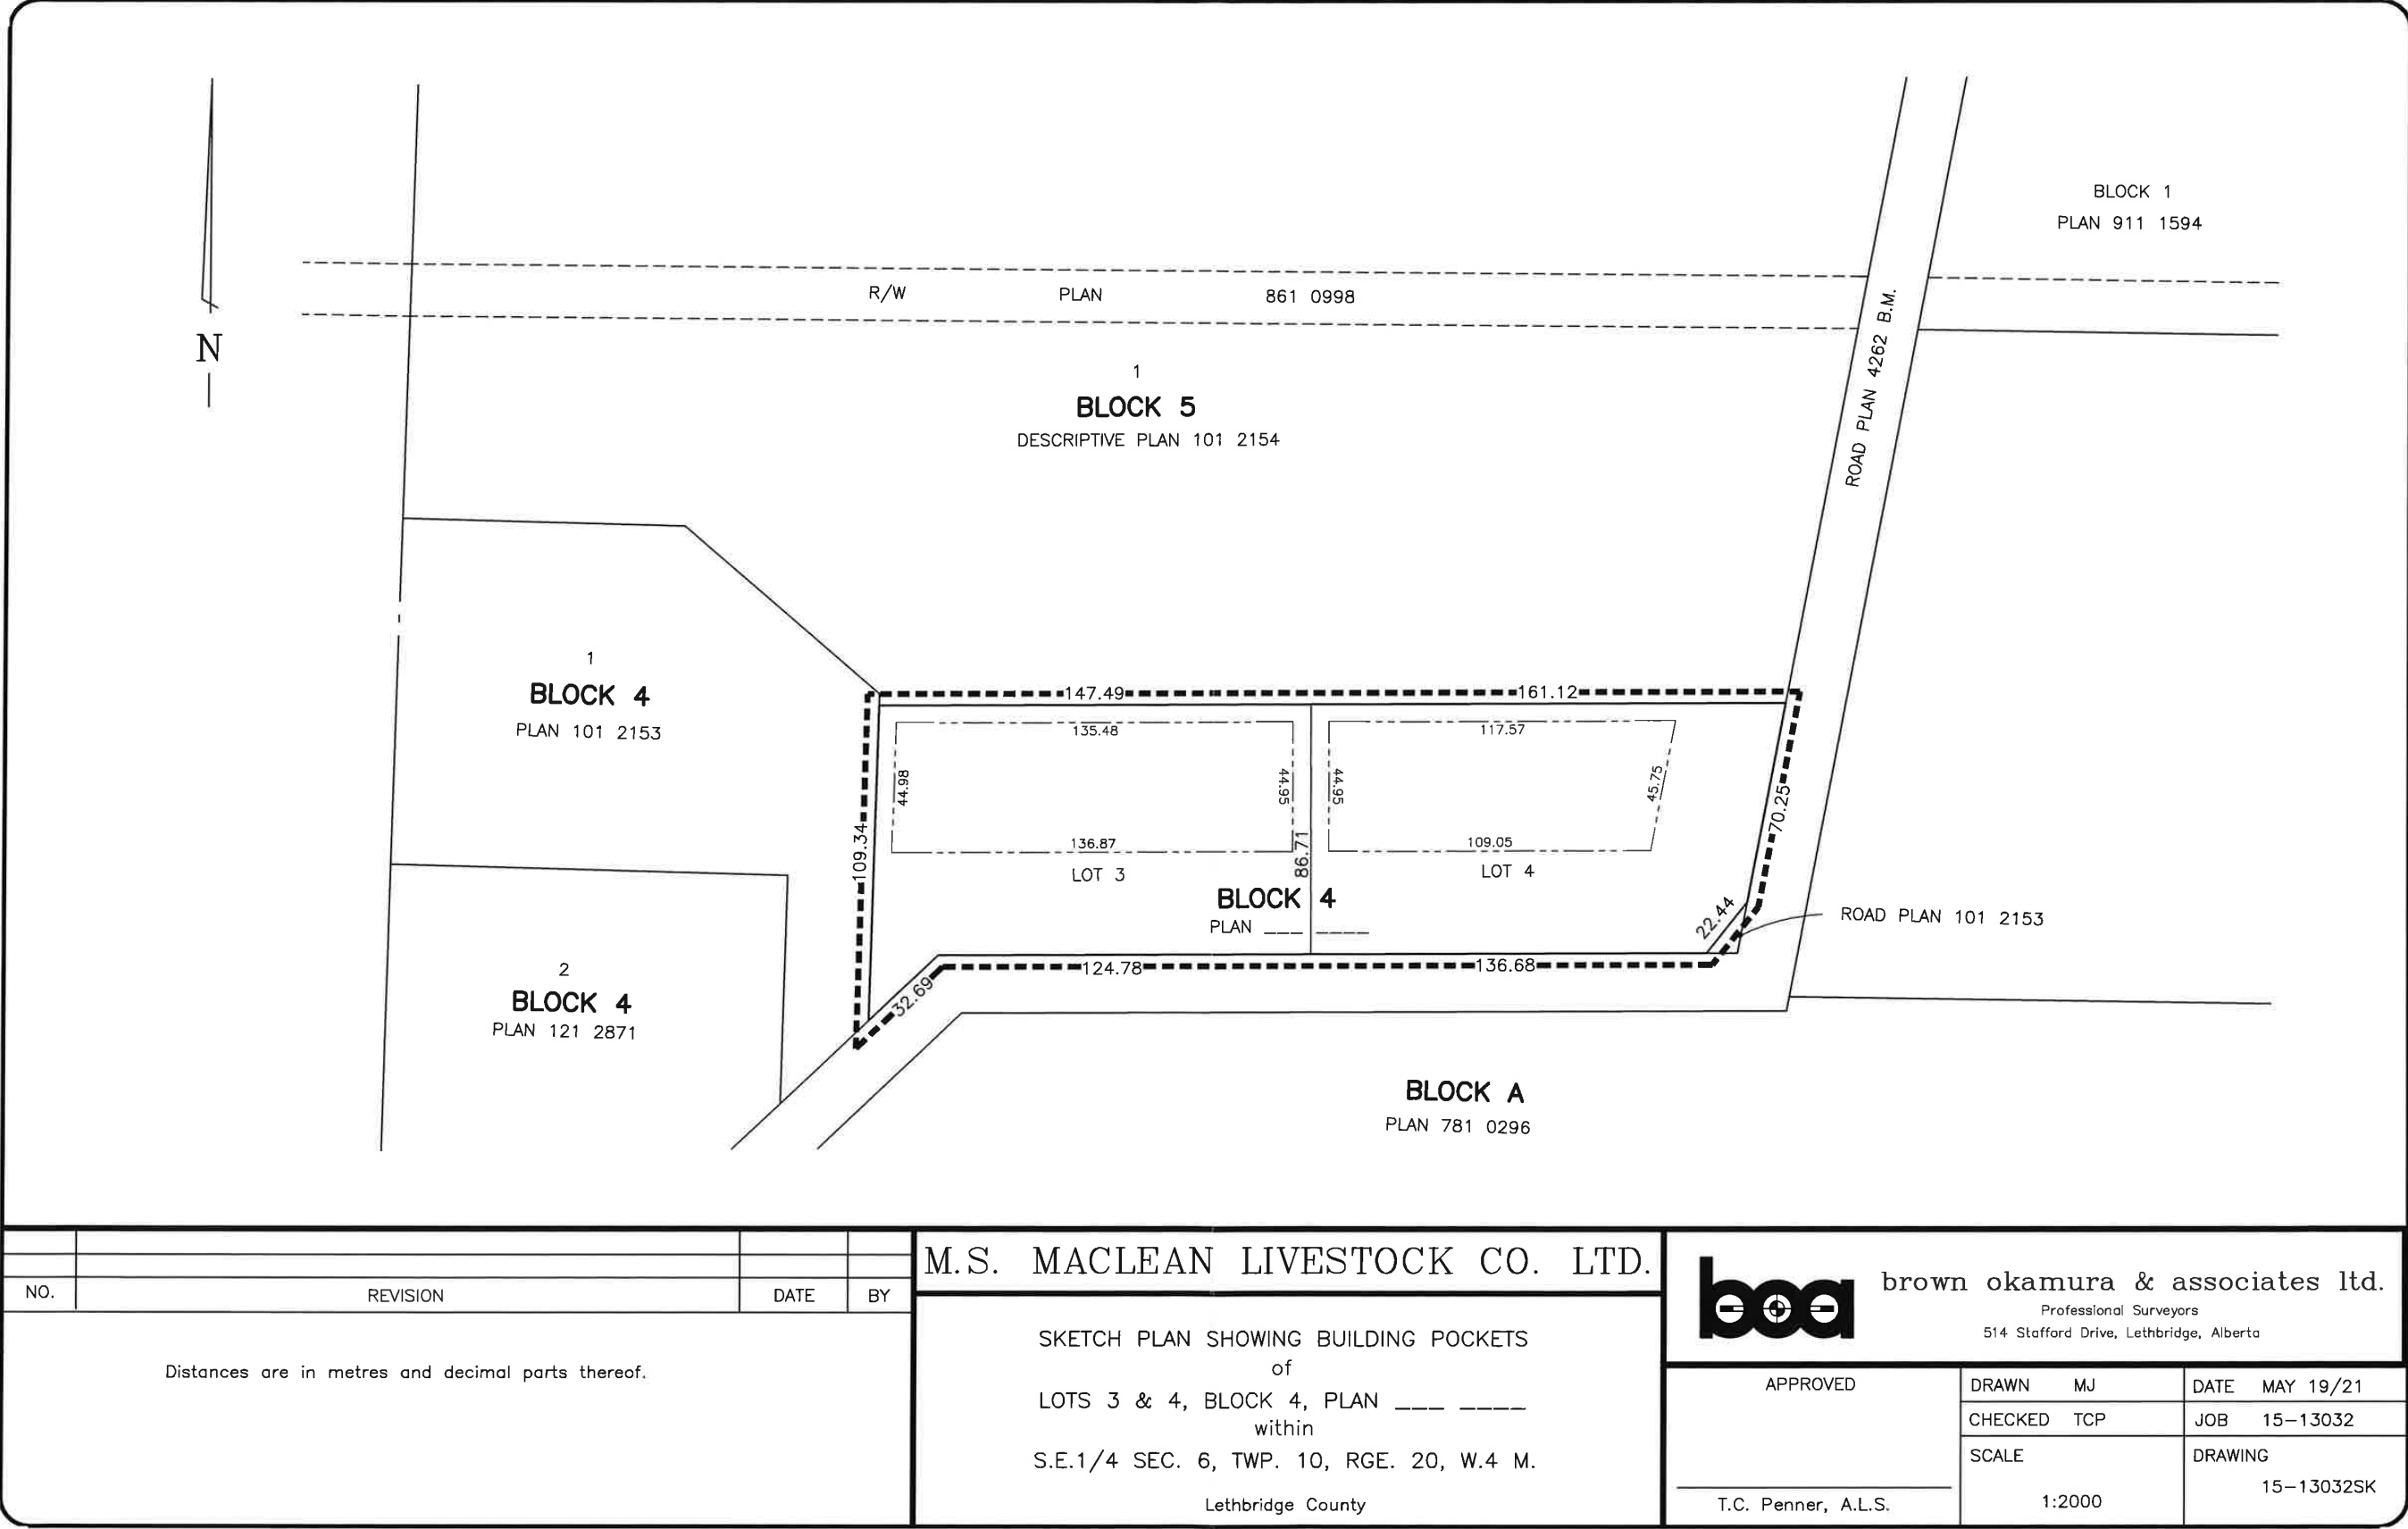 BLOCK 1
PLAN 911 1594
R/W PLAN 861 0998
ROAD PLAN 4262 B.M.
N
1
BLOCK 5
DESCRIPTIVE PLAN 101 2154
1
BLOCK 4
PLAN 101 2153
147.49
161.12
135.48
117.57
44.98
44.95
44.95
45.75
70.25
109.34
136.87
86.71
109.05
LOT 3
LOT 4
BLOCK 4
PLAN ___ ____
22.44
ROAD PLAN 101 2153
124.78
136.68
32.69
2
BLOCK 4
PLAN 121 2871
BLOCK A
PLAN 781 0296
NO. REVISION DATE BY
Distances are in metres and decimal parts thereof.
M.S. MACLEAN LIVESTOCK CO. LTD.
SKETCH PLAN SHOWING BUILDING POCKETS
of
LOTS 3 & 4, BLOCK 4, PLAN ___ ____
within
S.E.1/4 SEC. 6, TWP. 10, RGE. 20, W.4 M.
Lethbridge County
boa
brown okamura & associates ltd.
Professional Surveyors
514 Stafford Drive, Lethbridge, Alberta
APPROVED
T.C. Penner, A.L.S.
DRAWN MJ
DATE MAY 19/21
CHECKED TCP
JOB 15-13032
SCALE
1:2000
DRAWING
15-13032SK